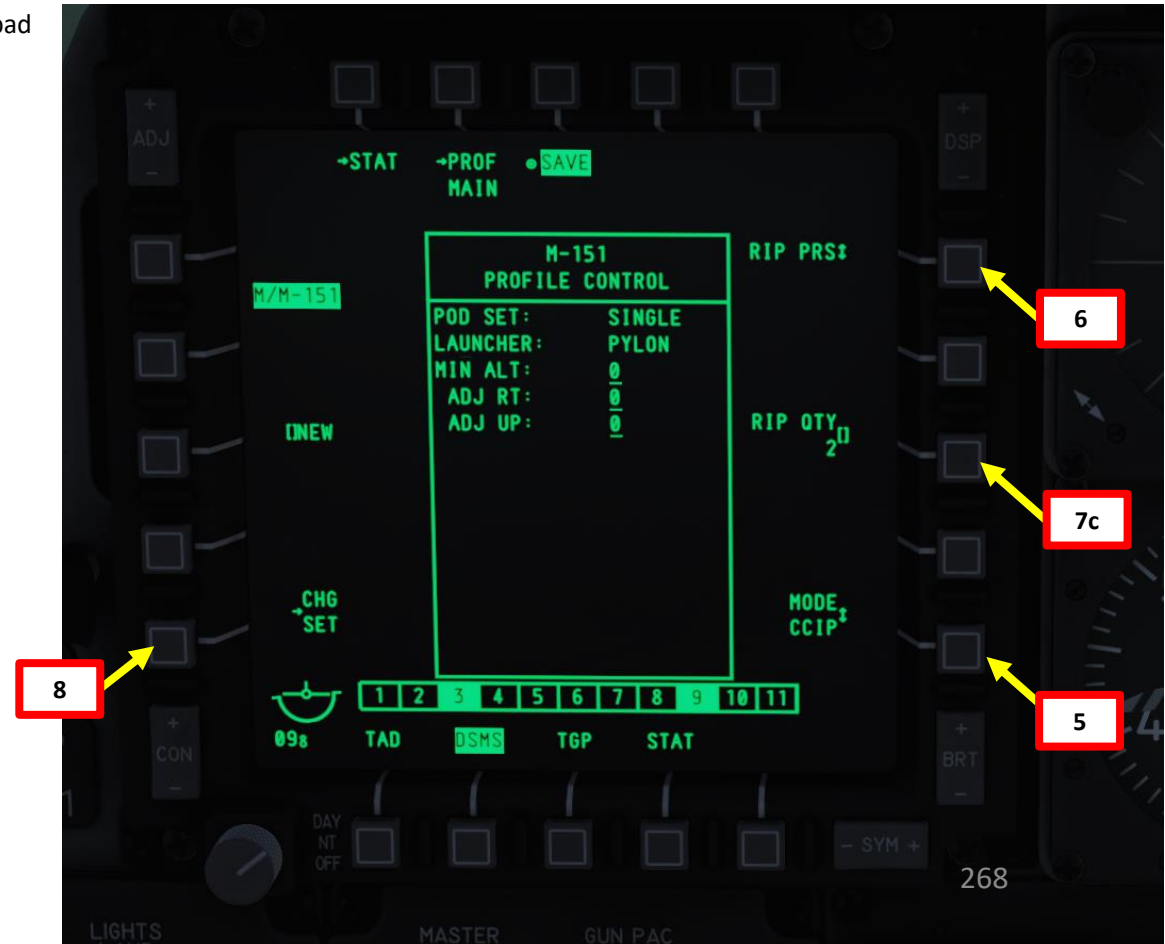 oad
+
ADJ
–
+
DSP
–
→STAT →PROF ●SAVE
MAIN
M-151
PROFILE CONTROL
RIP PRS↕
6
M/M-151
POD SET: SINGLE
LAUNCHER: PYLON
MIN ALT: 0
ADJ RT: 0
ADJ UP: 0
[]NEW
RIP QTY[]
2
7c
→CHG
SET
MODE↕
CCIP
8
1 2 3 4 5 6 7 8 9 10 11
5
098 TAD DSMS TGP STAT
+
CON
–
+
BRT
–
4
DAY
NT
OFF
– SYM +
268
LIGHTS
MASTER GUN PAC